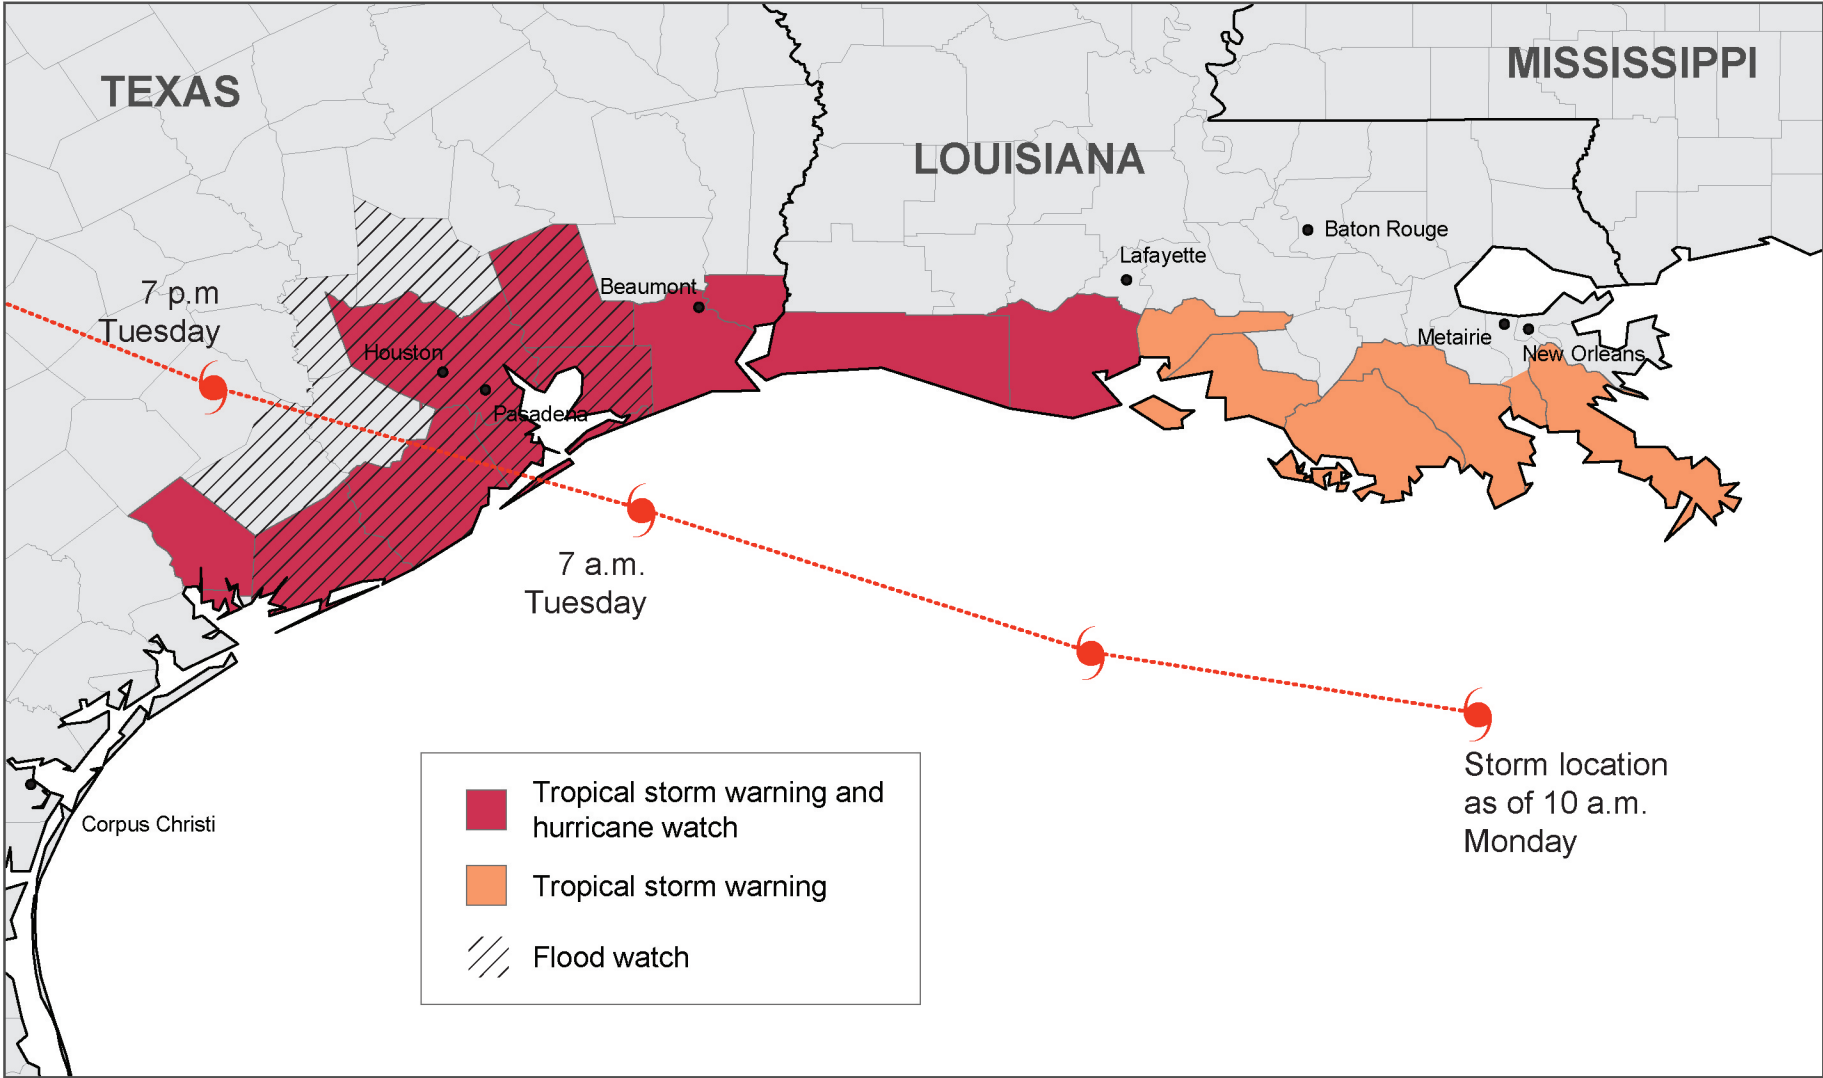 TEXAS
MISSISSIPPI
LOUISIANA
Baton Rouge
Lafayette
7 p.m
Tuesday
Beaumont
Houston
Metairie
New Orleans
Pasadena
7 a.m.
Tuesday
Storm location
as of 10 a.m.
Monday
Corpus Christi
Tropical storm warning and
hurricane watch
Tropical storm warning
Flood watch